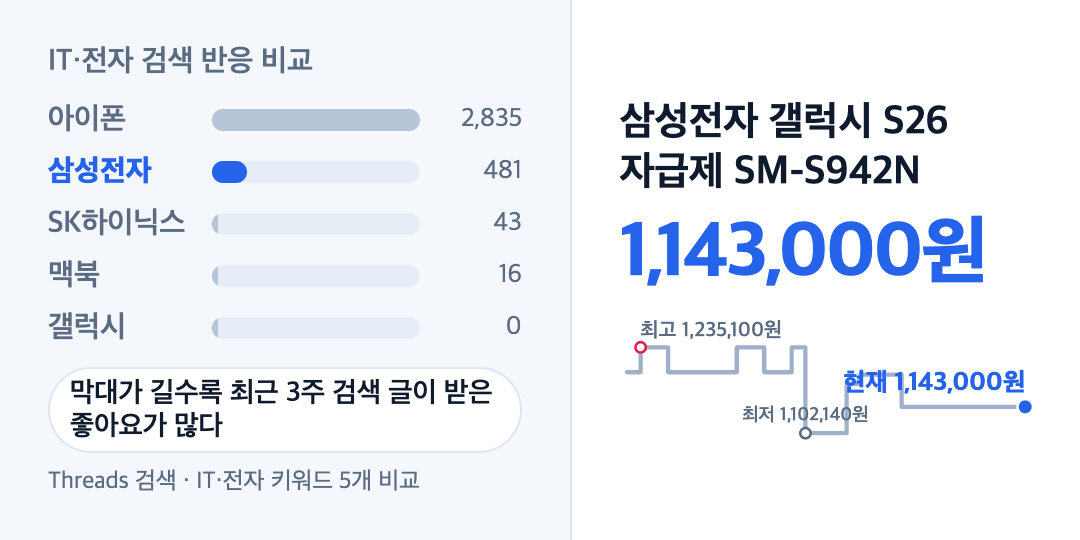 IT·전자 검색 반응 비교
아이폰 2,835
삼성전자 481
SK하이닉스 43
맥북 16
갤럭시 0
막대가 길수록 최근 3주 검색 글이 받은
좋아요가 많다
Threads 검색 · IT·전자 키워드 5개 비교
삼성전자 갤럭시 S26
자급제 SM-S942N
1,143,000원
최고 1,235,100원
현재 1,143,000원
최저 1,102,140원